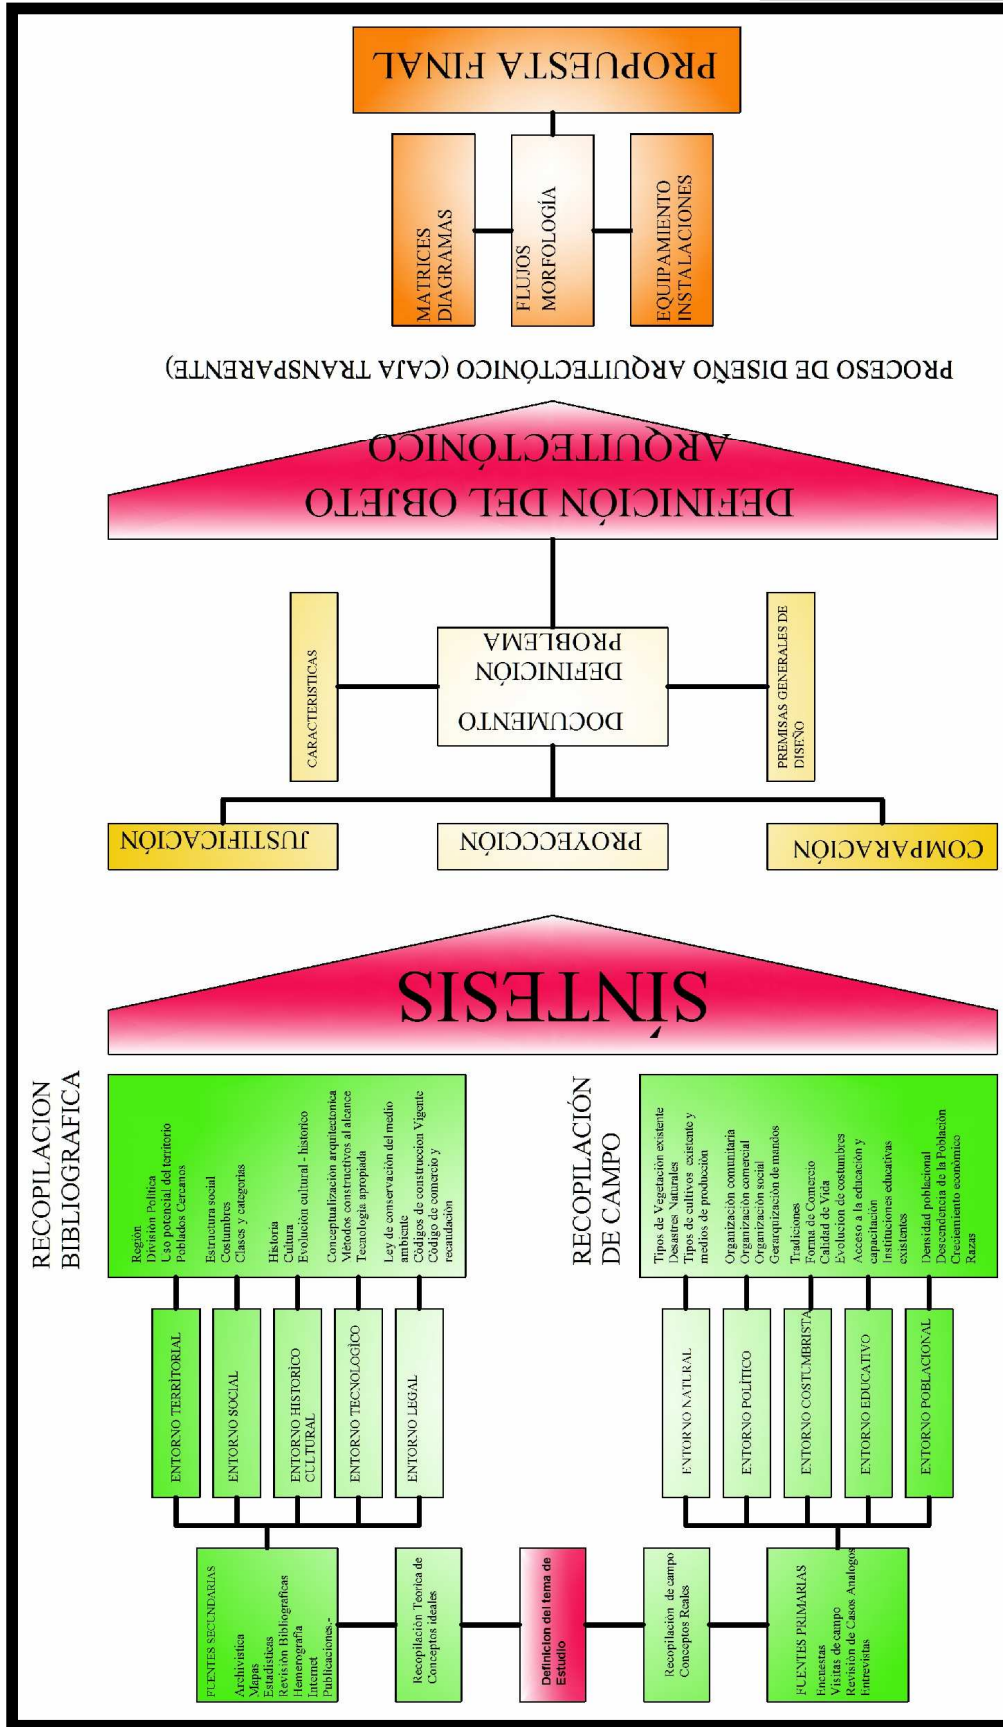 RECOPILACION
BIBLIOGRAFICA
FUENTES SECUNDARIAS
Archivistica
Mapas
Estadisticas
Revisión Bibliograficas
Hemerografía
Internet
Publicaciones,-
Recopilacion Teorica de
Conceptos ideales
Definicion del tema de
Estudio
Recopilación de campo
Conceptos Reales
FUENTES PRIMARIAS
Encuestas
Visitas de campo
Revisión de Casos Analogos
Entrevistas
ENTORNO TERRÍTORIAL
ENTORNO SOCIAL
ENTORNO HISTORÍCO
CULTURAL
ENTORNO TECNOLOGÍCO
ENTORNO LEGAL
Región
División Política
Uso potencial del territorio
Poblados Cercanos
Estructura social
Costumbres
Clases y categorías
Historia
Cultura
Evolución cultural - historico
Conceptualización arquitectonica
Métodos constructivos al alcance
Tecnología apropiada
Ley de conservación del medio
ambiente
Códigos de construccion Vigente
Código de comercio y
recaudación
RECOPILACIÓN
DE CAMPO
ENTORNO NATURAL
ENTORNO POLÍTICO
ENTORNO COSTUMBRISTA
ENTORNO EDUCATIVO
ENTORNO POBLACIONAL
Tipos de Vegetación existente
Desastres Naturales
Tipos de cultivos existente y
medios de producción
Organización comunitaria
Organización comercial
Organización social
Gerarquización de mandos
Tradiciones
Forma de Comercio
Calidad de Vida
Evolucion de costumbres
Acceso a la educación y
capacitación
Instituciones educativas
existentes
Densidad poblacional
Descendencia de la Población
Creciemiento económico
Razas
SÍNTESIS
JUSTIFICACIÓN
PROYECCCIÓN
COMPARACIÓN
CARACTERISTICAS
DOCUMENTO
DEFINICIÓN
PROBLEMA
PREMISAS GENERALES DE
DISEÑO
DEFINICIÓN DEL OBJETO
ARQUITECTÓNICO
PROCESO DE DISEÑO ARQUITECTÓNICO (CAJA TRANSPARENTE)
MATRICES
DIAGRAMAS
FLUJOS
MORFOLOGÍA
EQUIPAMIENTO
INSTALACIONES
PROPUESTA FINAL